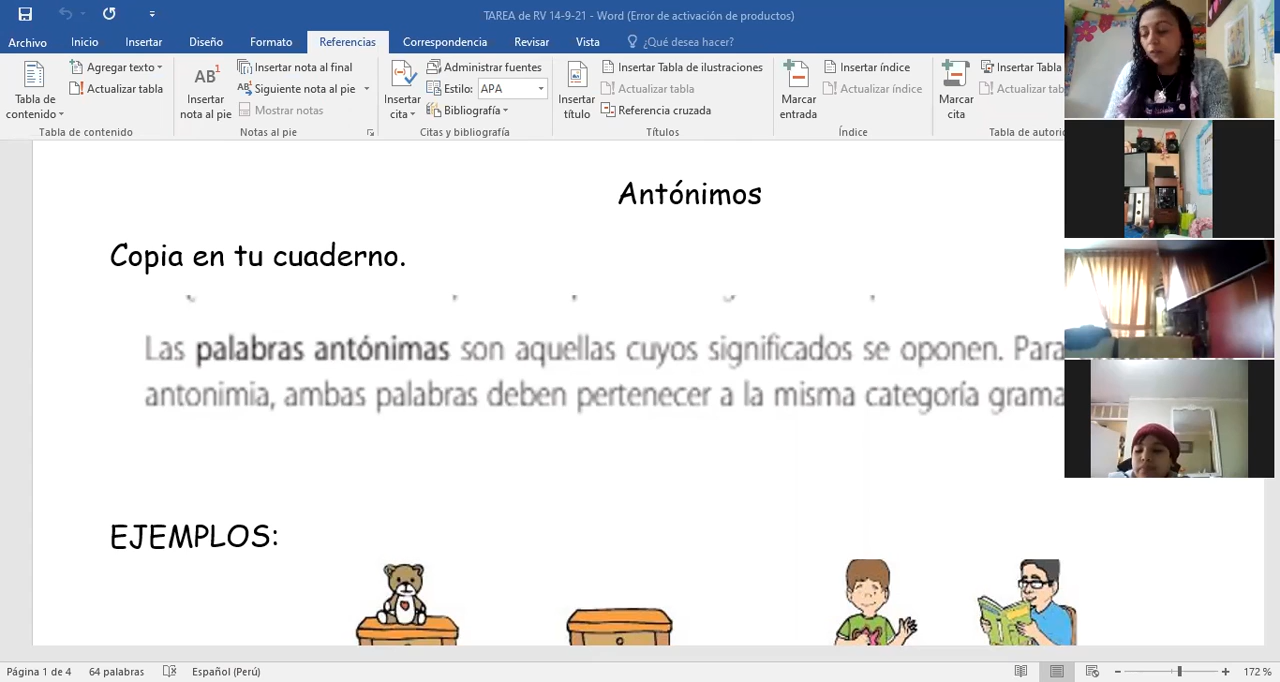 TAREA de RV 14-9-21 - Word (Error de activación de productos)
Archivo Inicio Insertar Diseño Formato Referencias Correspondencia Revisar Vista ¿Qué desea hacer?
Tabla de contenido
Agregar texto
Actualizar tabla
Tabla de contenido
AB1
Insertar nota al pie
Insertar nota al final
Siguiente nota al pie
Mostrar notas
Notas al pie
Insertar cita
Administrar fuentes
Estilo: APA
Bibliografía
Citas y bibliografía
Insertar título
Insertar Tabla de ilustraciones
Actualizar tabla
Referencia cruzada
Títulos
Marcar entrada
Insertar índice
Actualizar índice
Índice
Marcar cita
Insertar Tabla
Actualizar tab
Tabla de autorio
Antónimos
Copia en tu cuaderno.
Las palabras antónimas son aquellas cuyos significados se oponen. Para
antonimia, ambas palabras deben pertenecer a la misma categoría grama
EJEMPLOS:
Página 1 de 4 64 palabras Español (Perú) 172 %